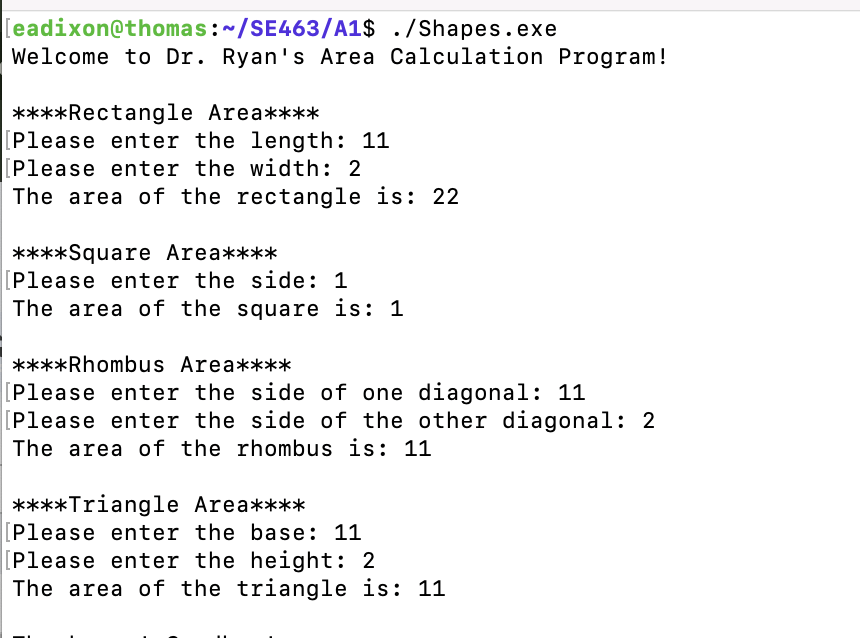 [eadixon@thomas:~/SE463/A1$ ./Shapes.exe
Welcome to Dr. Ryan's Area Calculation Program!
****Rectangle Area****
[Please enter the length: 11
[Please enter the width: 2
The area of the rectangle is: 22
****Square Area****
[Please enter the side: 1
The area of the square is: 1
****Rhombus Area****
[Please enter the side of one diagonal: 11
[Please enter the side of the other diagonal: 2
The area of the rhombus is: 11
****Triangle Area****
[Please enter the base: 11
[Please enter the height: 2
The area of the triangle is: 11